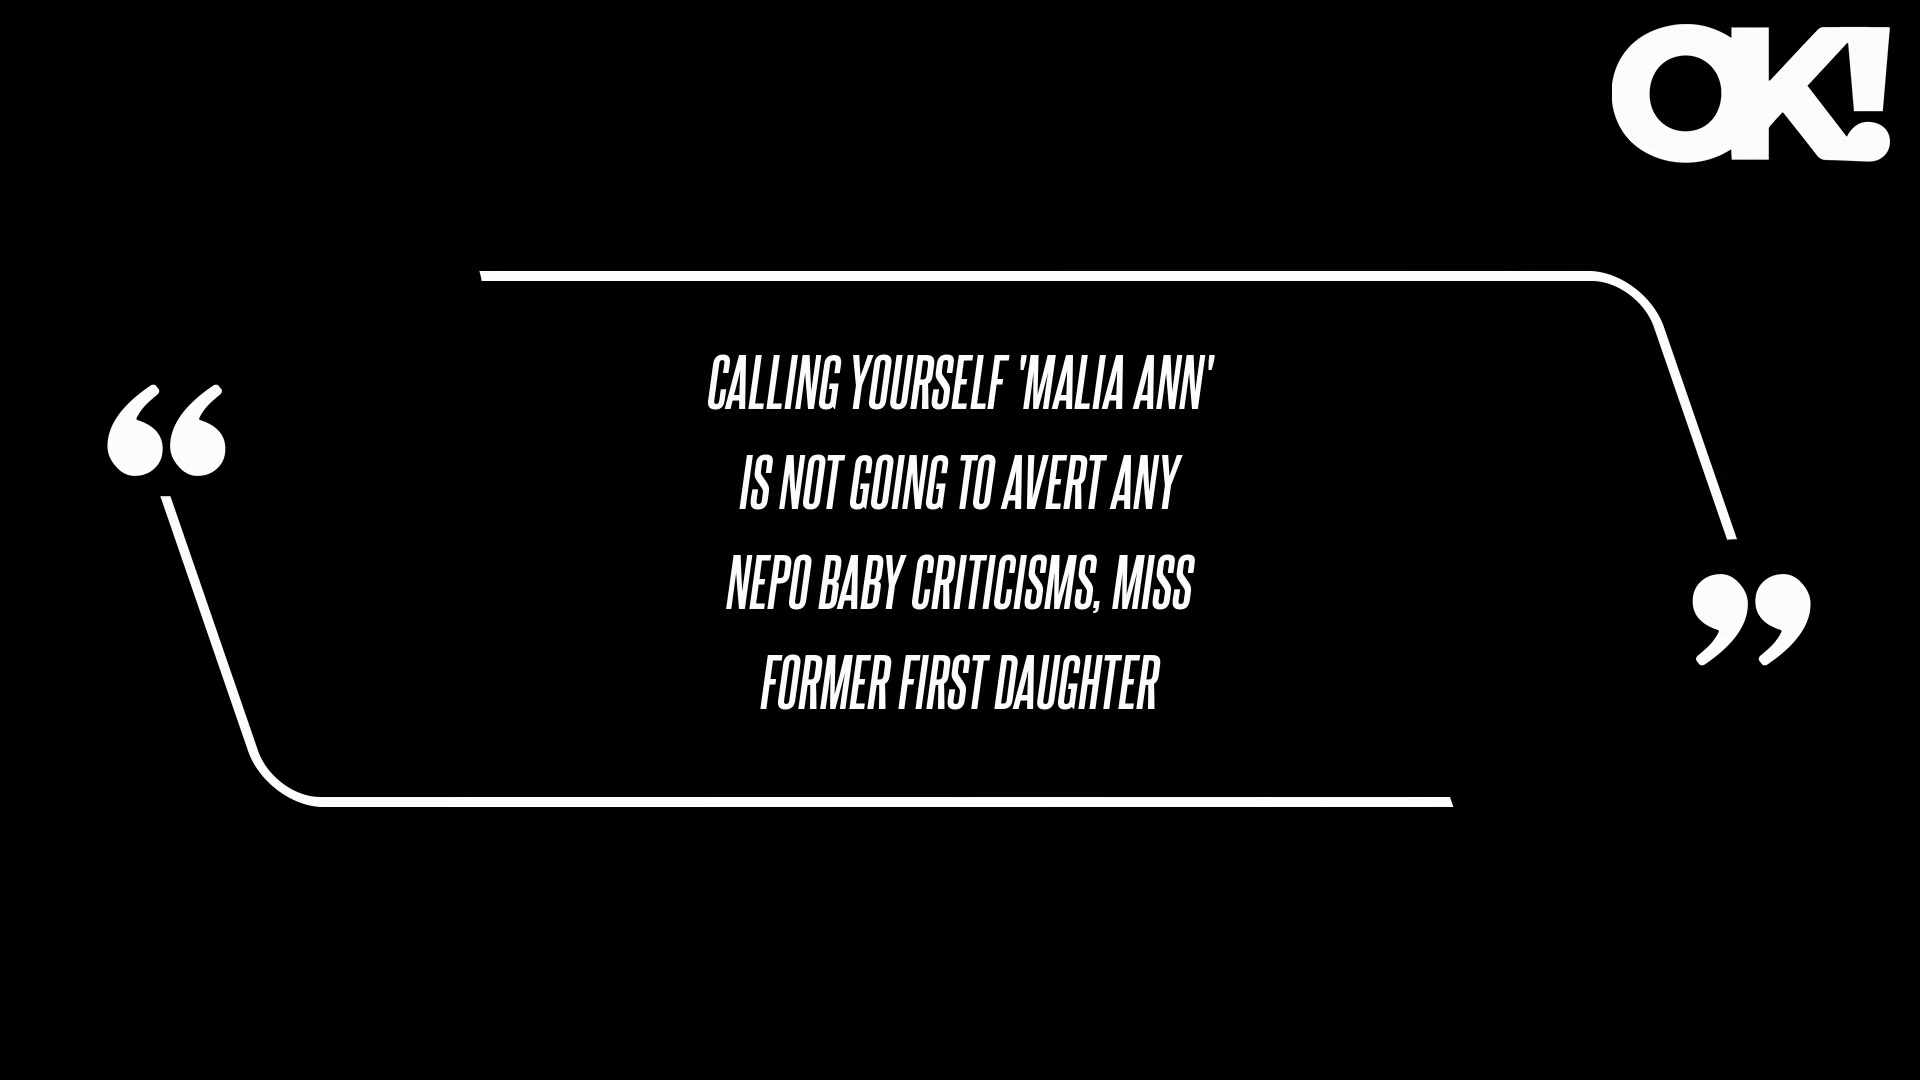 OK!
CALLING YOURSELF 'MALIA ANN'
IS NOT GOING TO AVERT ANY
NEPO BABY CRITICISMS, MISS
FORMER FIRST DAUGHTER